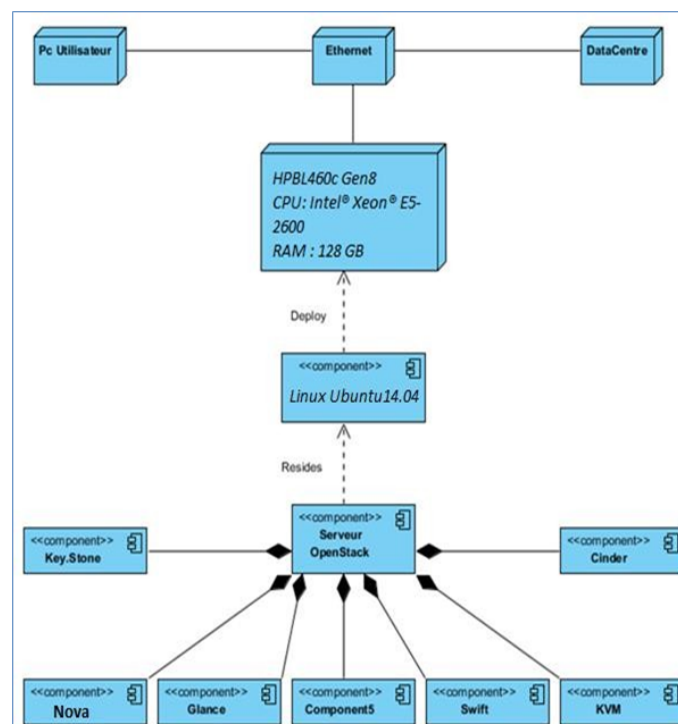 Pc Utilisateur
Ethernet
DataCentre
HPBL460c Gen8
CPU: Intel® Xeon® E5-
2600
RAM : 128 GB
Deploy
<<component>>
Linux Ubuntu14.04
Resides
<<component>>
Serveur
OpenStack
<<component>>
Key.Stone
<<component>>
Cinder
<<component>>
Nova
<<component>>
Glance
<<component>>
Component5
<<component>>
Swift
<<component>>
KVM